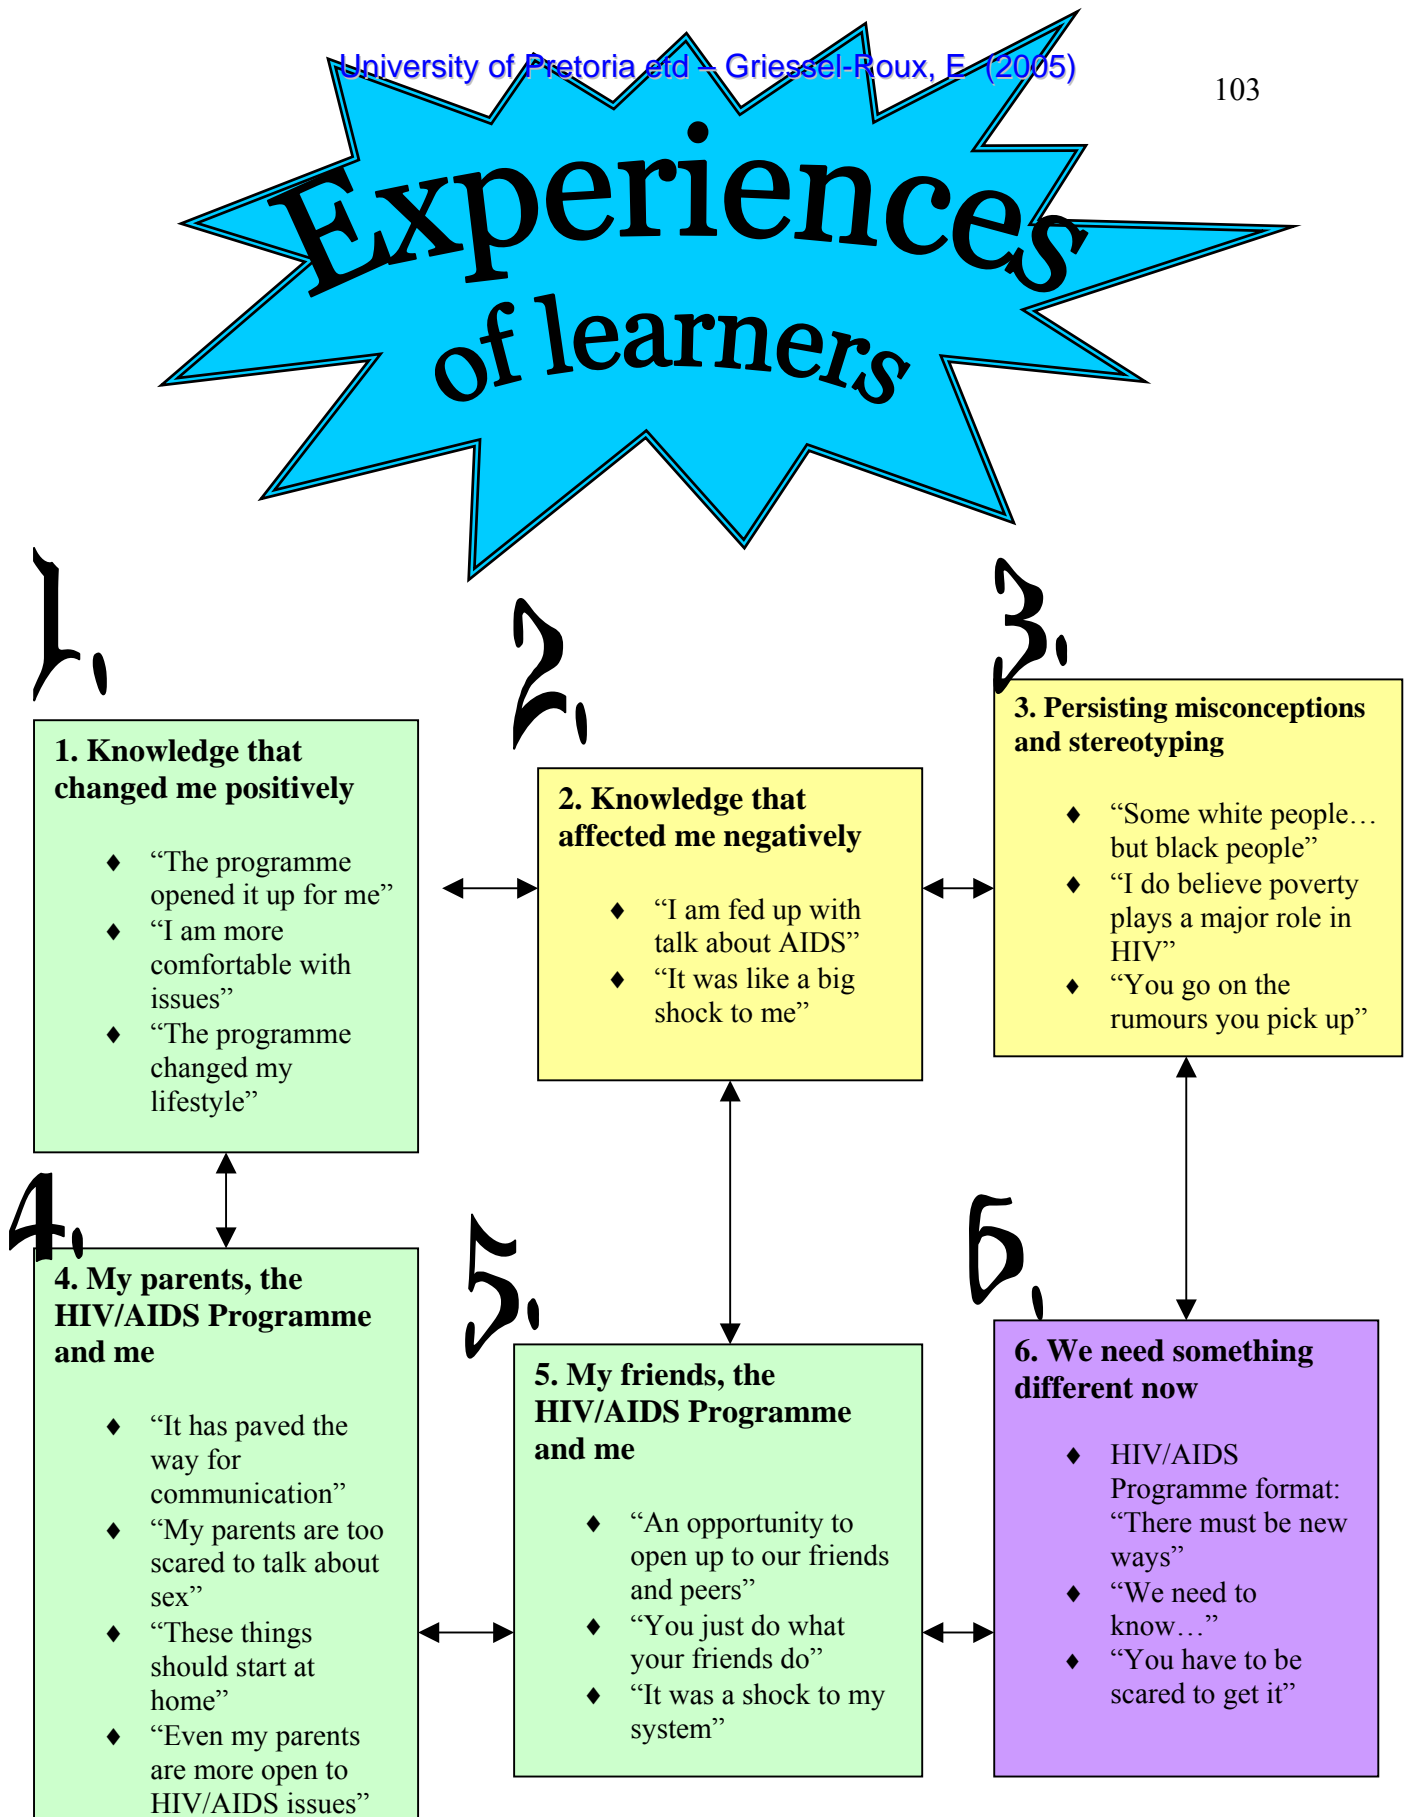 University of Pretoria etd – Griessel-Roux, E (2005)
103
Experiences
of learners
1.
2.
3.
1. Knowledge that
changed me positively
♦ “The programme
opened it up for me”
♦ “I am more
comfortable with
issues”
♦ “The programme
changed my
lifestyle”
2. Knowledge that
affected me negatively
♦ “I am fed up with
talk about AIDS”
♦ “It was like a big
shock to me”
3. Persisting misconceptions
and stereotyping
♦ “Some white people…
but black people”
♦ “I do believe poverty
plays a major role in
HIV”
♦ “You go on the
rumours you pick up”
4.
5.
6.
4. My parents, the
HIV/AIDS Programme
and me
♦ “It has paved the
way for
communication”
♦ “My parents are too
scared to talk about
sex”
♦ “These things
should start at
home”
♦ “Even my parents
are more open to
HIV/AIDS issues”
5. My friends, the
HIV/AIDS Programme
and me
♦ “An opportunity to
open up to our friends
and peers”
♦ “You just do what
your friends do”
♦ “It was a shock to my
system”
6. We need something
different now
♦ HIV/AIDS
Programme format:
“There must be new
ways”
♦ “We need to
know…”
♦ “You have to be
scared to get it”